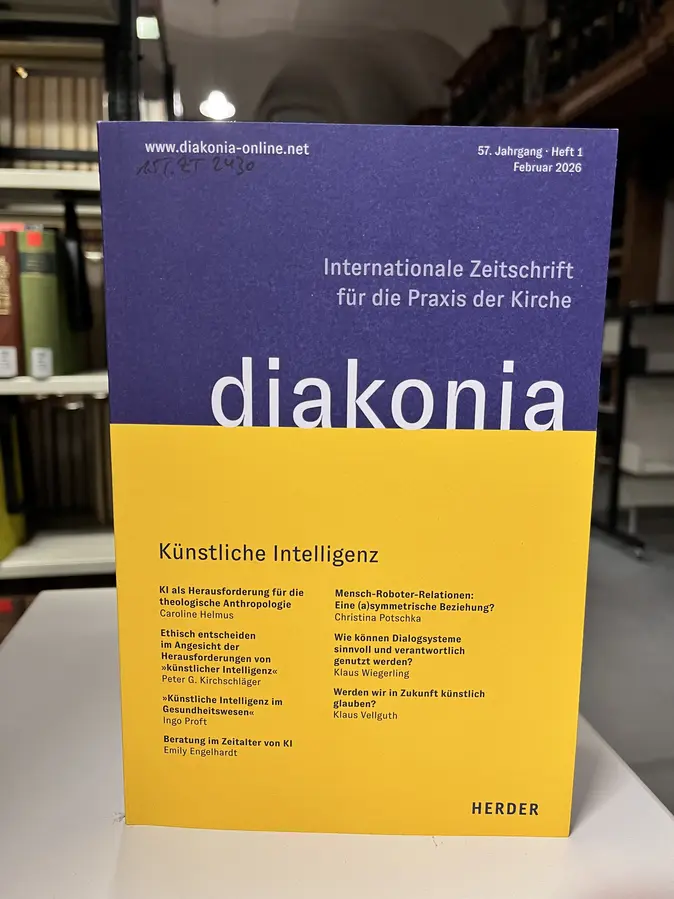 www.diakonia-online.net
57. Jahrgang · Heft 1
Februar 2026
Internationale Zeitschrift
für die Praxis der Kirche
diakonia
Künstliche Intelligenz
KI als Herausforderung für die
theologische Anthropologie
Caroline Helmus
Ethisch entscheiden
im Angesicht der
Herausforderungen von
»künstlicher Intelligenz«
Peter G. Kirchschläger
»Künstliche Intelligenz im
Gesundheitswesen«
Ingo Proft
Beratung im Zeitalter von KI
Emily Engelhardt
Mensch-Roboter-Relationen:
Eine (a)symmetrische Beziehung?
Christina Potschka
Wie können Dialogsysteme
sinnvoll und verantwortlich
genutzt werden?
Klaus Wiegerling
Werden wir in Zukunft künstlich
glauben?
Klaus Vellguth
HERDER